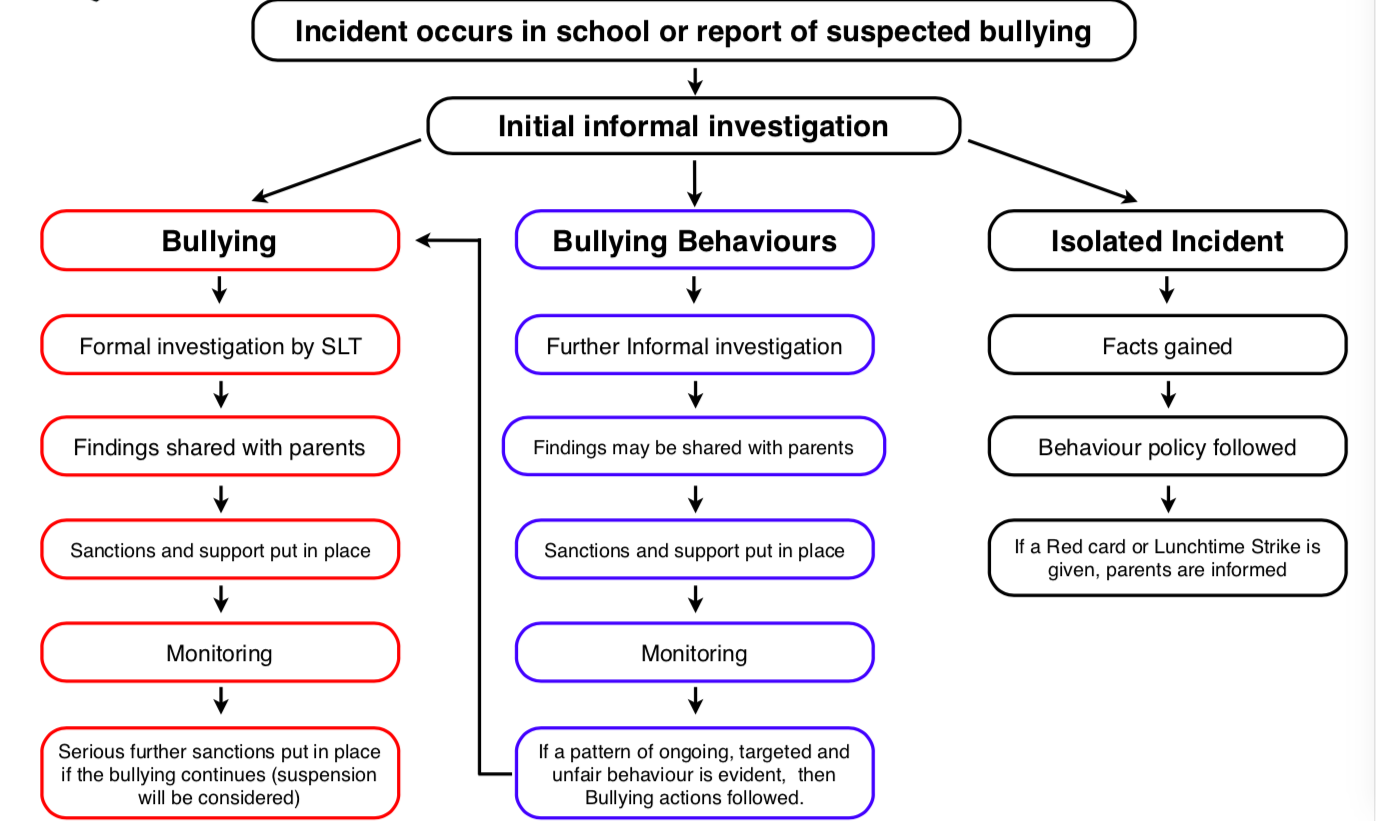 Incident occurs in school or report of suspected bullying
Initial informal investigation
Bullying
Formal investigation by SLT
Findings shared with parents
Sanctions and support put in place
Monitoring
Serious further sanctions put in place
if the bullying continues (suspension
will be considered)
Bullying Behaviours
Further Informal investigation
Findings may be shared with parents
Sanctions and support put in place
Monitoring
If a pattern of ongoing, targeted and
unfair behaviour is evident, then
Bullying actions followed.
Isolated Incident
Facts gained
Behaviour policy followed
If a Red card or Lunchtime Strike is
given, parents are informed